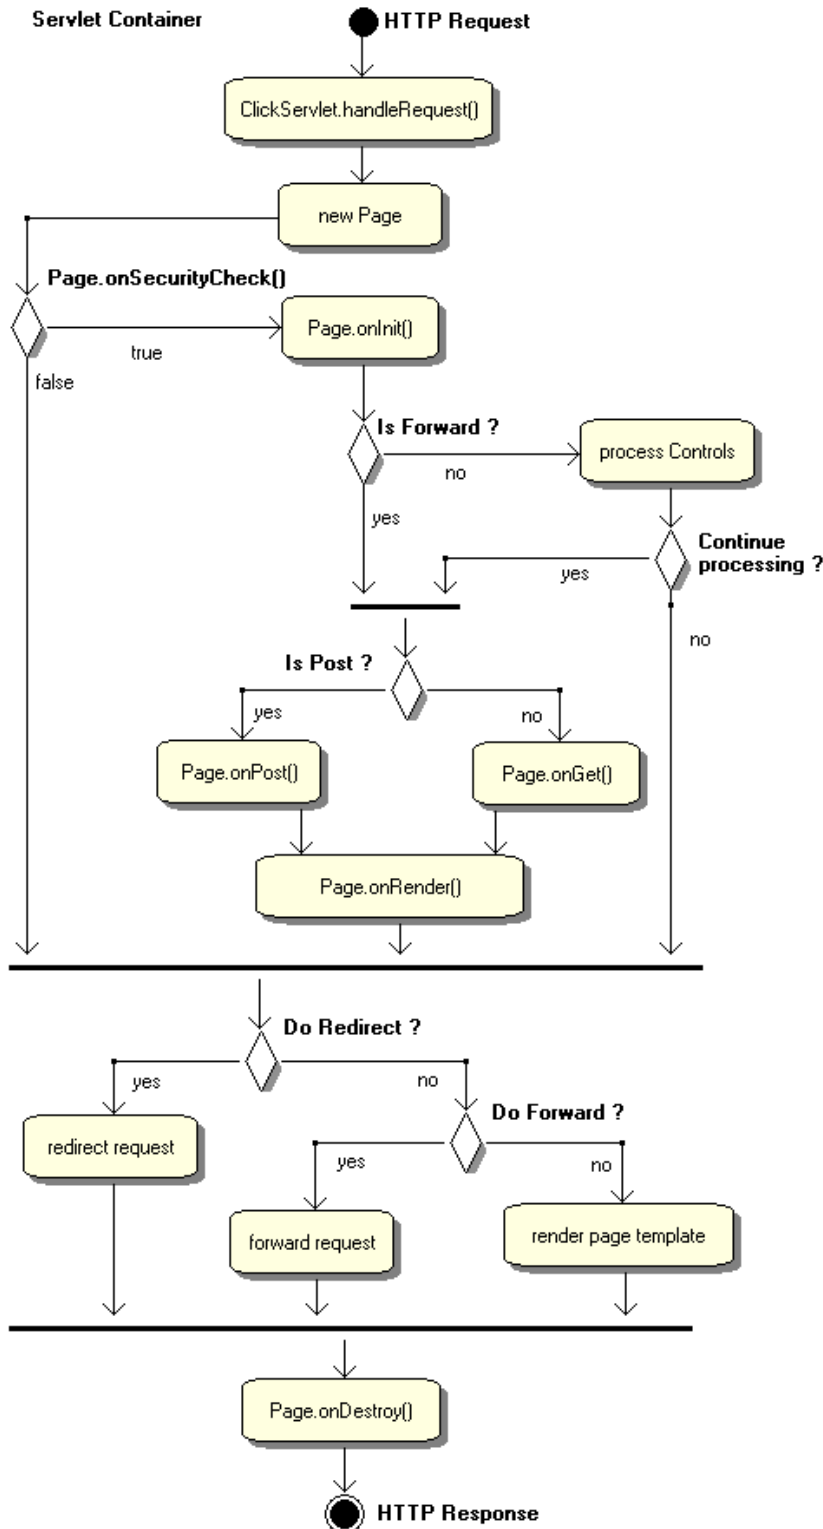 Servlet Container
HTTP Request
ClickServlet.handleRequest()
new Page
Page.onSecurityCheck()
Page.onInit()
true
false
Is Forward ?
process Controls
no
yes
Continue
processing ?
yes
no
Is Post ?
yes
no
Page.onPost()
Page.onGet()
Page.onRender()
Do Redirect ?
yes
no
Do Forward ?
redirect request
yes
no
forward request
render page template
Page.onDestroy()
HTTP Response